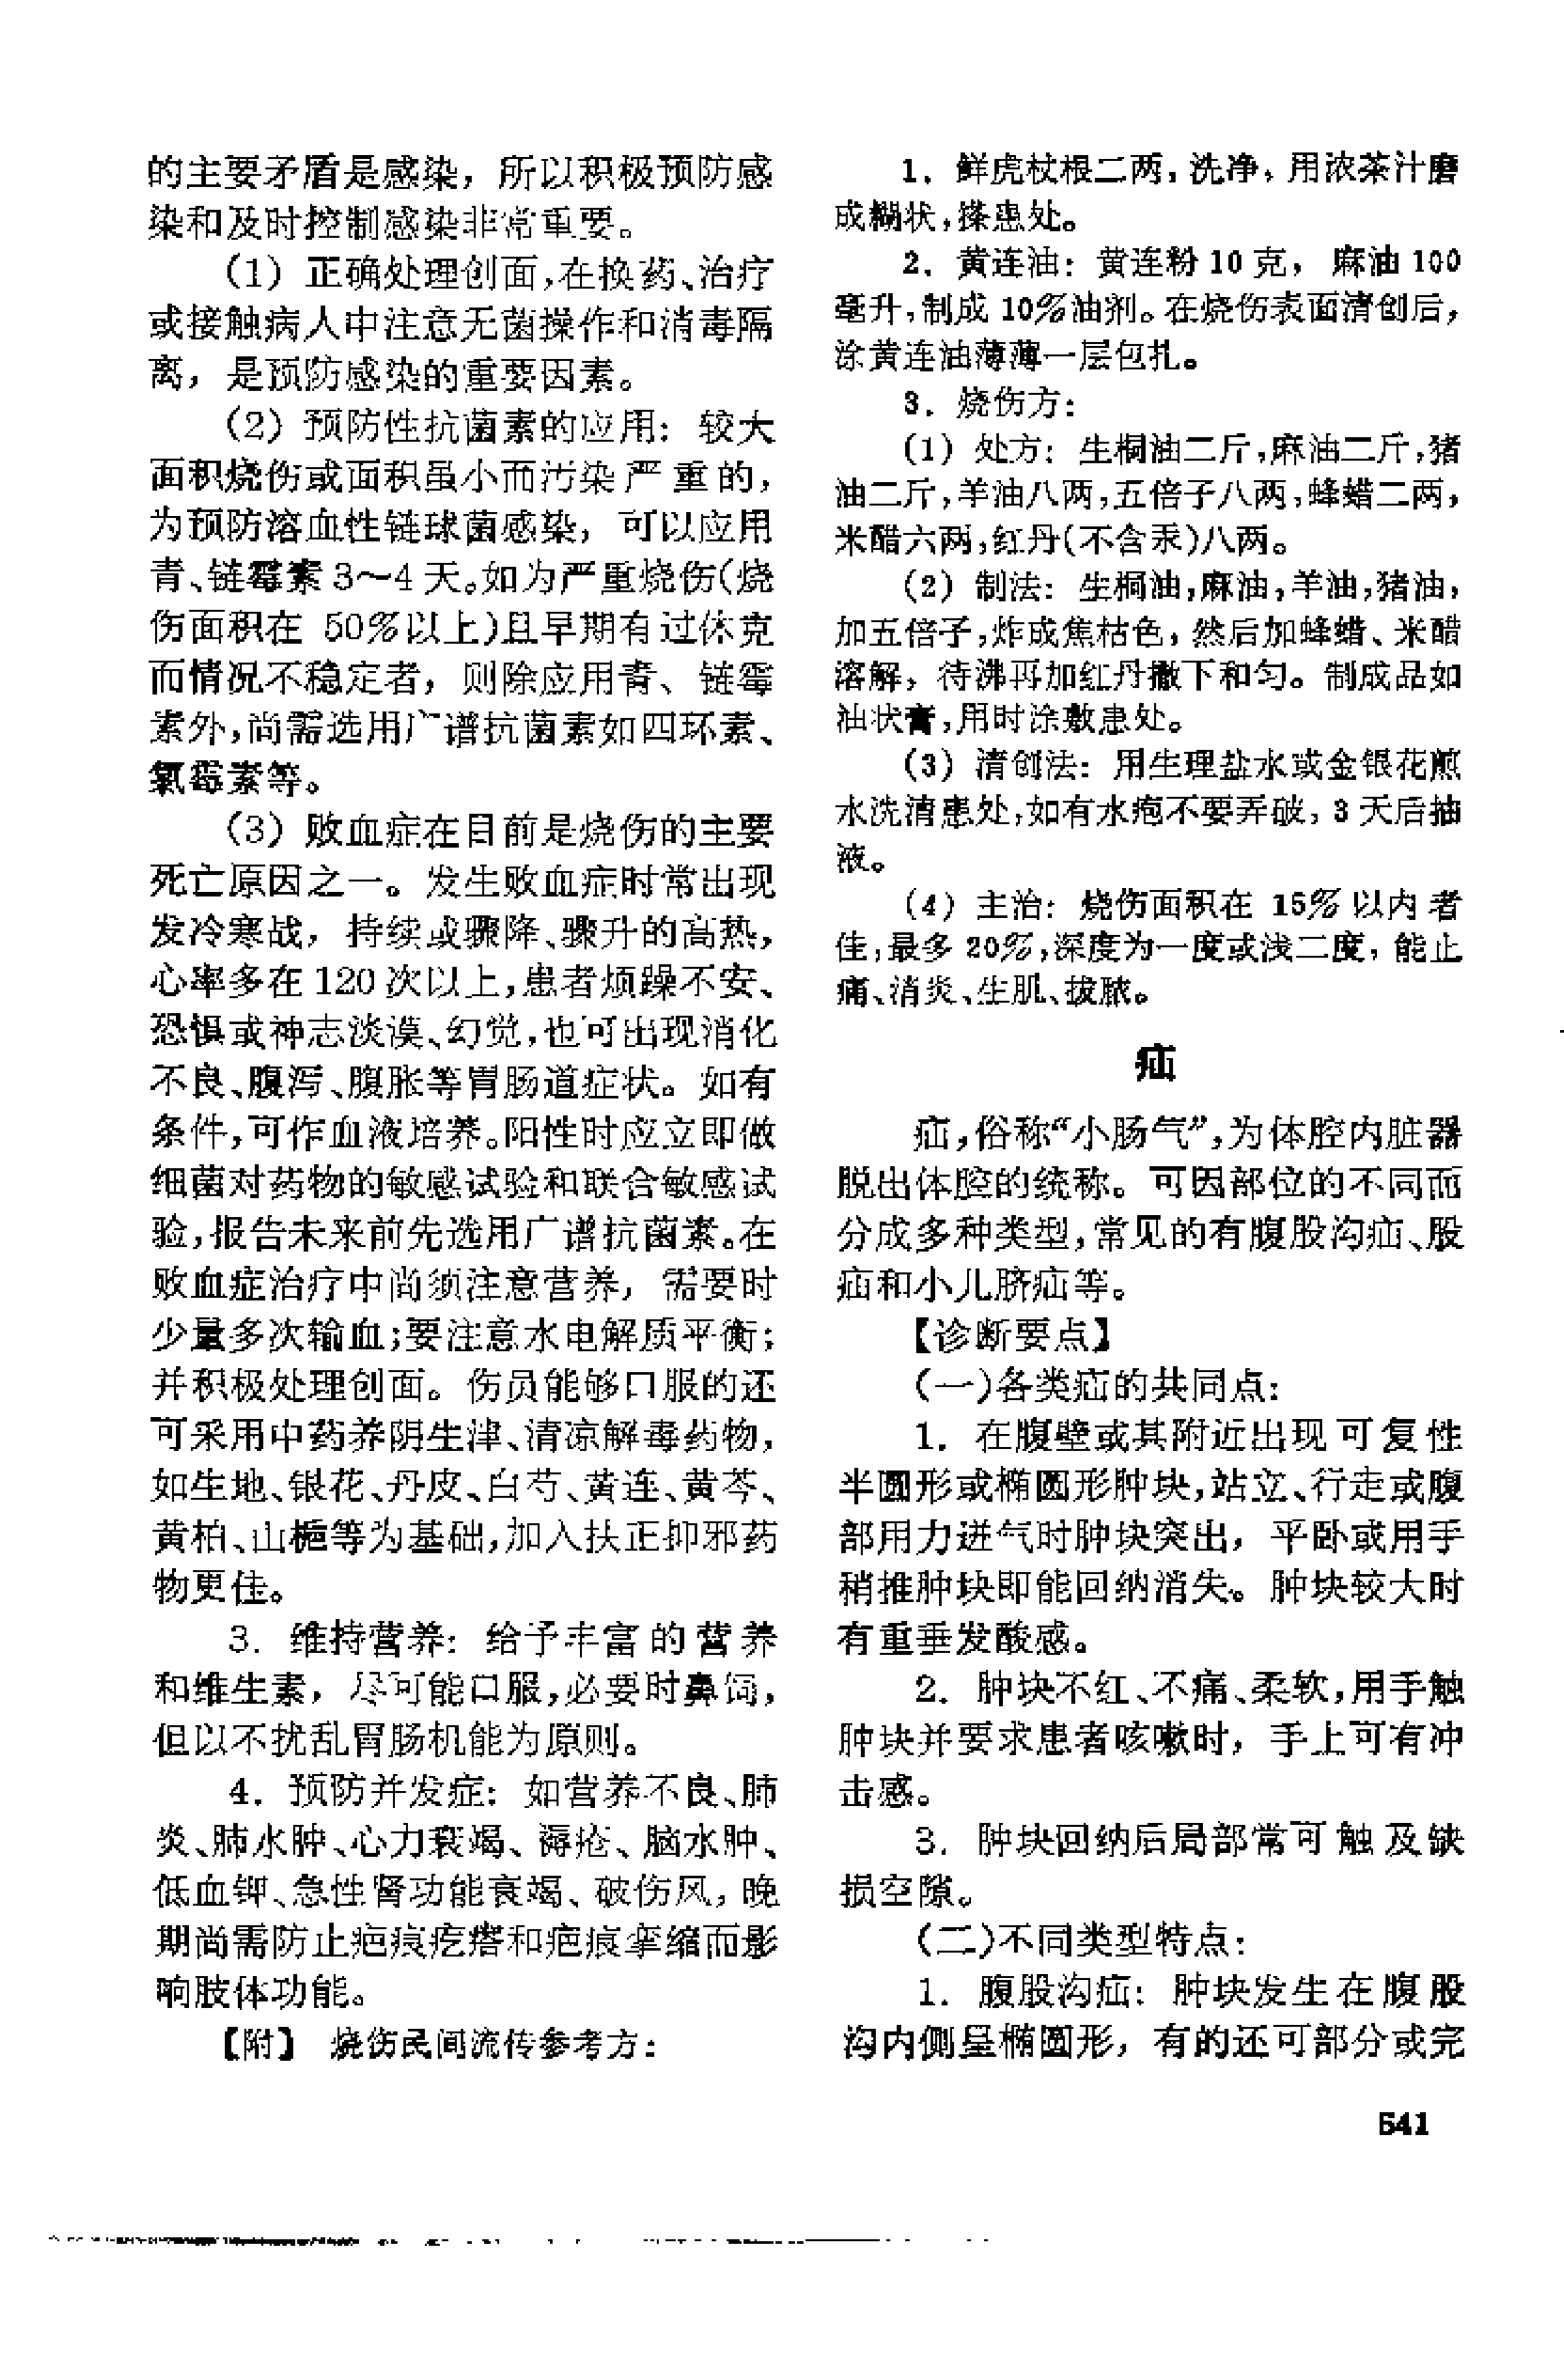 的主要矛盾是感染，所以积极预防感
染和及时控制感染非常重要。
（1）正确处理创面，在换药、治疗
或接触病人中注意无菌操作和消毒隔
离，是预防感染的重要因素。
（2）预防性抗菌素的应用：较大
面积烧伤或面积虽小而污染严重的，
为预防溶血性链球菌感染，可以应用
青、链霉素3～4天。如为严重烧伤（烧
伤面积在50%以上）且早期有过休克
而情况不稳定者，则除应用青、链霉
素外，尚需选用广谱抗菌素如四环素、
氯霉素等。
（3）败血症在目前是烧伤的主要
死亡原因之一。发生败血症时常出现
发冷寒战，持续或骤降、骤升的高热，
心率多在120次以上，患者烦躁不安、
恐惧或神志淡漠、幻觉，也可出现消化
不良、腹泻、腹胀等胃肠道症状。如有
条件，可作血液培养。阳性时应立即做
细菌对药物的敏感试验和联合敏感试
验，报告未来前先选用广谱抗菌素。在
败血症治疗中尚须注意营养，需要时
少量多次输血；要注意水电解质平衡；
并积极处理创面。伤员能够口服的还
可采用中药养阴生津、清凉解毒药物，
如生地、银花、丹皮、白芍、黄连、黄芩、
黄柏、山栀等为基础，加入扶正抑邪药
物更佳。
3. 维持营养：给予丰富的营养
和维生素，尽可能口服，必要时鼻饲，
但以不扰乱胃肠机能为原则。
4. 预防并发症：如营养不良、肺
炎、肺水肿、心力衰竭、褥疮、脑水肿、
低血钾、急性肾功能衰竭、破伤风，晚
期尚需防止疤痕疙瘩和疤痕挛缩而影
响肢体功能。
【附】 烧伤民间流传参考方：
1. 鲜虎杖根二两，洗净，用浓茶汁磨
成糊状，搽患处。
2. 黄连油：黄连粉10克，麻油100
毫升，制成10%油剂。在烧伤表面清创后，
涂黄连油薄薄一层包扎。
3. 烧伤方：
（1）处方：生桐油二斤，麻油二斤，猪
油二斤，羊油八两，五倍子八两，蜂蜡二两，
米醋六两，红丹（不含汞）八两。
（2）制法：生桐油，麻油，羊油，猪油，
加五倍子，炸成焦枯色，然后加蜂蜡、米醋
溶解，待沸再加红丹撤下和匀。制成品如
油状膏，用时涂敷患处。
（3）清创法：用生理盐水或金银花煎
水洗清患处，如有水疱不要弄破，3天后抽
液。
（4）主治：烧伤面积在15%以内者
佳，最多20%，深度为一度或浅二度，能止
痛、消炎、生肌、拔脓。
疝
疝，俗称“小肠气”，为体腔内脏器
脱出体腔的统称。可因部位的不同而
分成多种类型，常见的有腹股沟疝、股
疝和小儿脐疝等。
【诊断要点】
（一）各类疝的共同点：
1. 在腹壁或其附近出现可复性
半圆形或椭圆形肿块，站立、行走或腹
部用力迸气时肿块突出，平卧或用手
稍推肿块即能回纳消失。肿块较大时
有重垂发酸感。
2. 肿块不红、不痛、柔软，用手触
肿块并要求患者咳嗽时，手上可有冲
击感。
3. 肿块回纳后局部常可触及缺
损空隙。
（二）不同类型特点：
1. 腹股沟疝：肿块发生在腹股
沟内侧呈椭圆形，有的还可部分或完
541